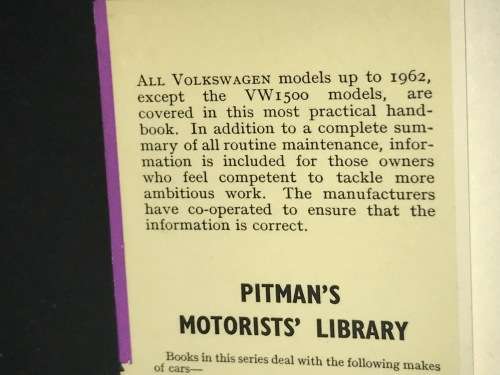 ALL VOLKSWAGEN models up to 1962,
except the VW1500 models, are
covered in this most practical hand-
book. In addition to a complete sum-
mary of all routine maintenance, infor-
mation is included for those owners
who feel competent to tackle more
ambitious work. The manufacturers
have co-operated to ensure that the
information is correct.
PITMAN'S
MOTORISTS' LIBRARY
Books in this series deal with the following makes
of cars—